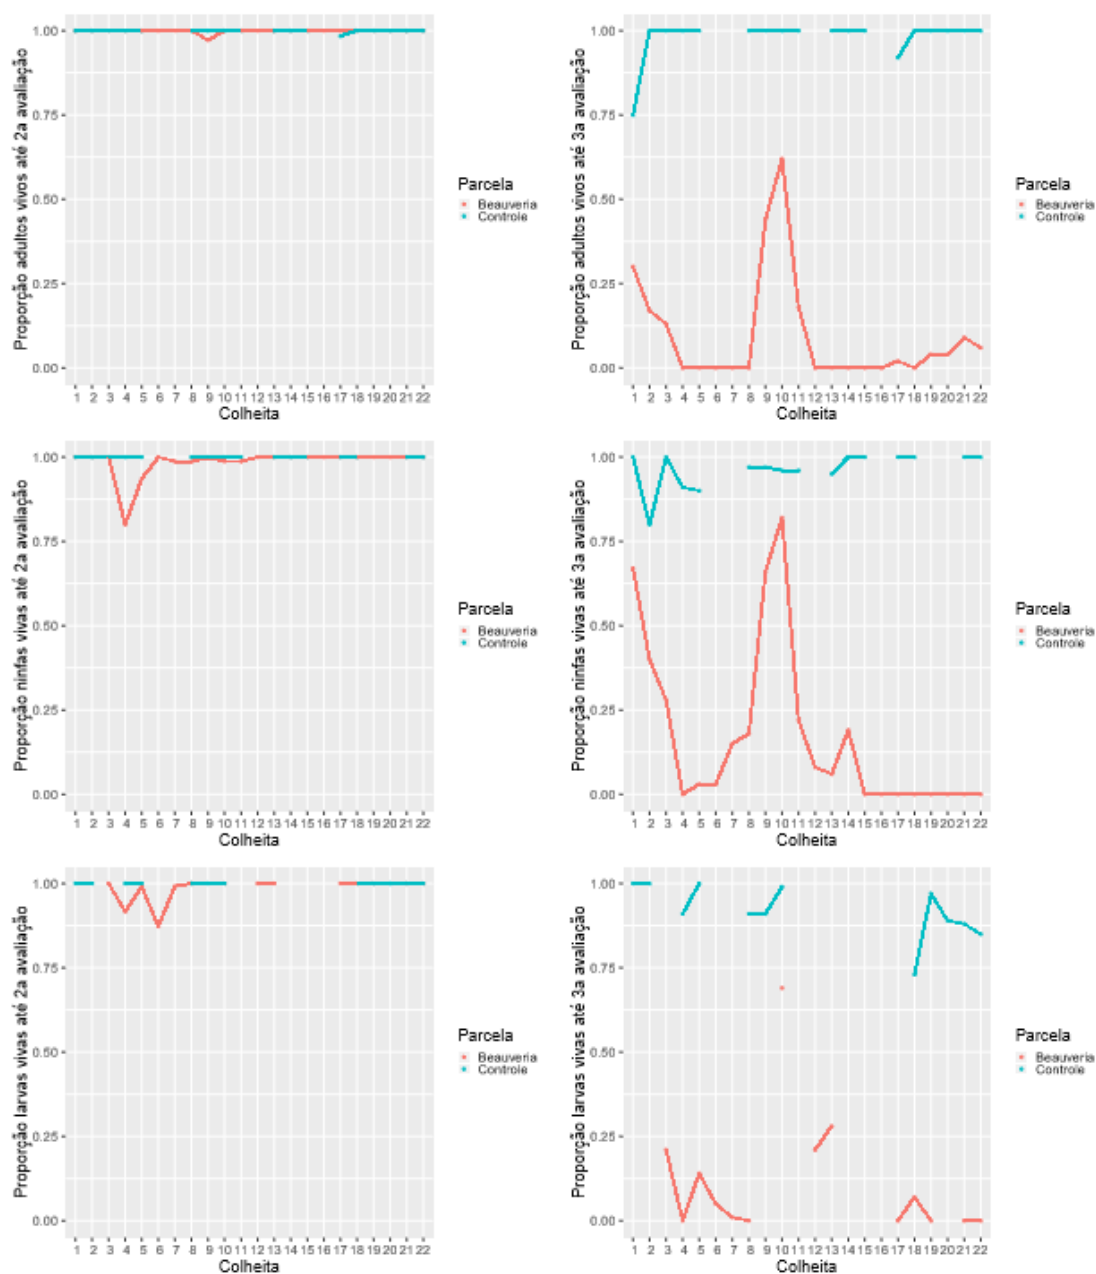 Proporção adultos vivos até 2a avaliação
1.00
0.75
0.50
0.25
0.00
1 2 3 4 5 6 7 8 9 10 11 12 13 14 15 16 17 18 19 20 21 22
Colheita
Parcela
Beauveria
Controle
Proporção adultos vivos até 3a avaliação
1.00
0.75
0.50
0.25
0.00
1 2 3 4 5 6 7 8 9 10 11 12 13 14 15 16 17 18 19 20 21 22
Colheita
Parcela
Beauveria
Controle
Proporção ninfas vivas até 2a avaliação
1.00
0.75
0.50
0.25
0.00
1 2 3 4 5 6 7 8 9 10 11 12 13 14 15 16 17 18 19 20 21 22
Colheita
Parcela
Beauveria
Controle
Proporção ninfas vivas até 3a avaliação
1.00
0.75
0.50
0.25
0.00
1 2 3 4 5 6 7 8 9 10 11 12 13 14 15 16 17 18 19 20 21 22
Colheita
Parcela
Beauveria
Controle
Proporção larvas vivas até 2a avaliação
1.00
0.75
0.50
0.25
0.00
1 2 3 4 5 6 7 8 9 10 11 12 13 14 15 16 17 18 19 20 21 22
Colheita
Parcela
Beauveria
Controle
Proporção larvas vivas até 3a avaliação
1.00
0.75
0.50
0.25
0.00
1 2 3 4 5 6 7 8 9 10 11 12 13 14 15 16 17 18 19 20 21 22
Colheita
Parcela
Beauveria
Controle